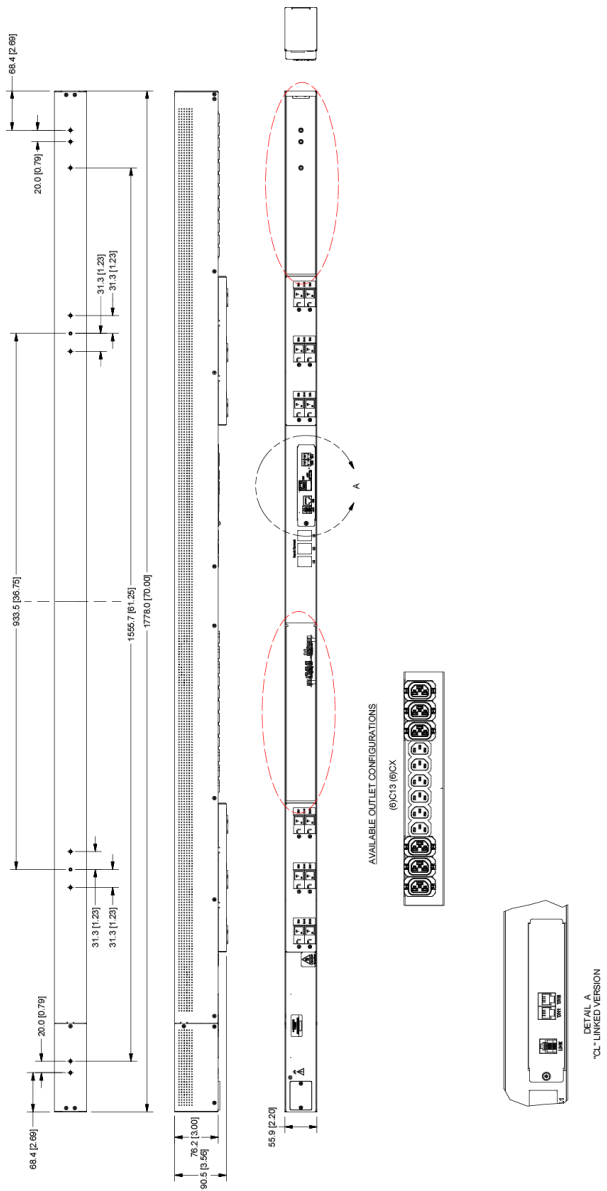 68.4 [2.69]
20.0 [0.79]
31.3 [1.23]
31.3 [1.23]
933.5 [36.75]
1555.7 [61.25]
1778.0 [70.00]
31.3 [1.23]
31.3 [1.23]
20.0 [0.79]
68.4 [2.69]
76.2 [3.00]
90.5 [3.56]
55.9 [2.20]
A
AVAILABLE OUTLET CONFIGURATIONS
(6)C13 (6)CX
DETAIL A
"CL" LINKED VERSION